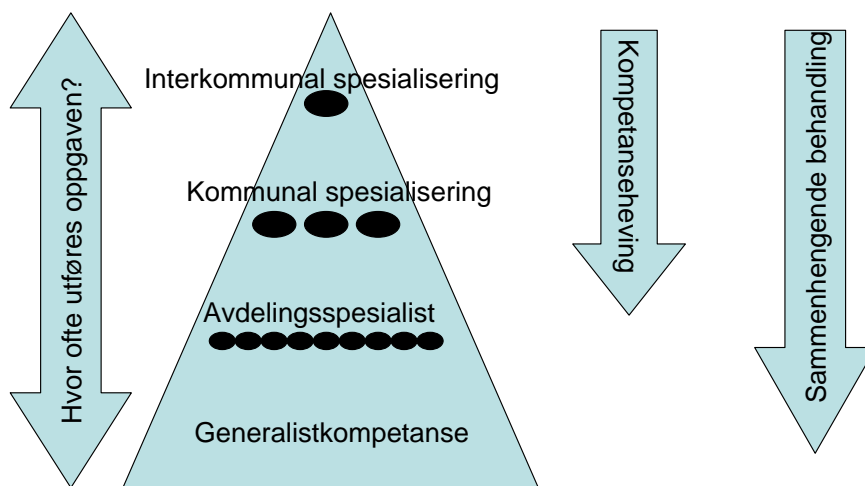 Hvor ofte utføres oppgaven?
Interkommunal spesialisering
Kommunal spesialisering
Avdelingsspesialist
Generalistkompetanse
Kompetanseheving
Sammenhengende behandling